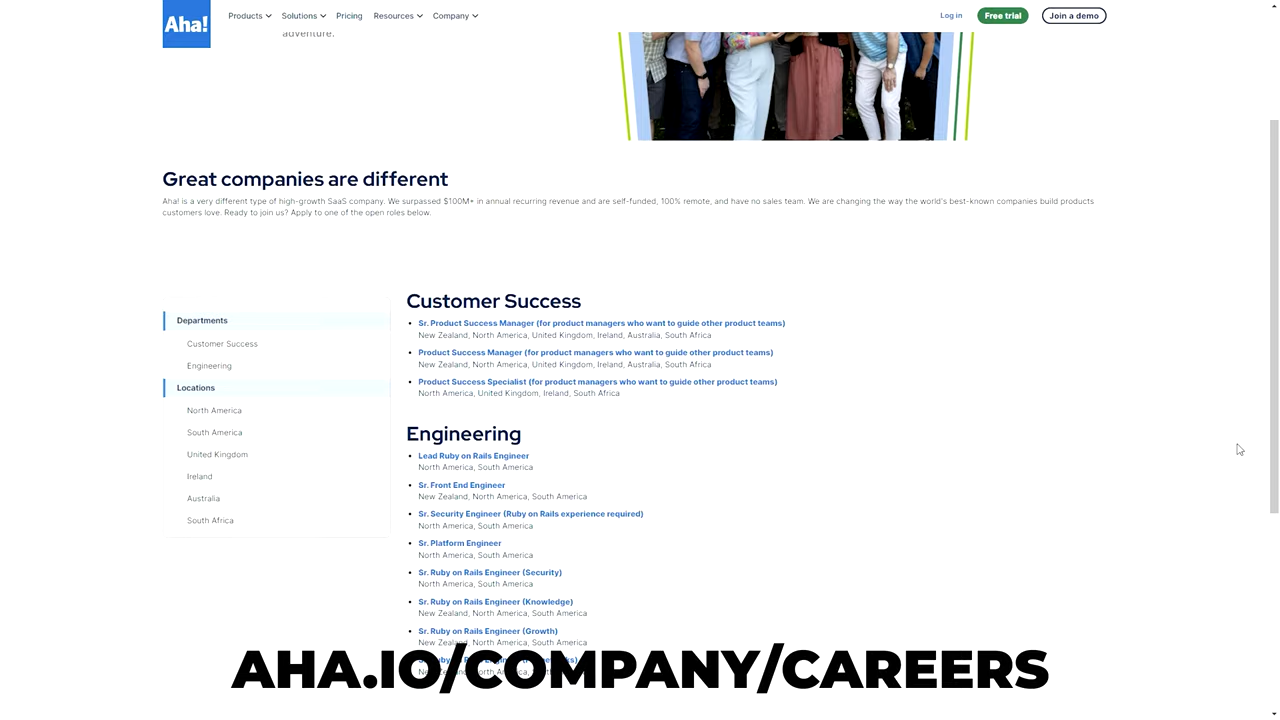 Aha!
Products Solutions Pricing Resources Company Log in Free trial Join a demo
adventure.
Great companies are different
Aha! is a very different type of high-growth SaaS company. We surpassed $100M+ in annual recurring revenue and are self-funded, 100% remote, and have no sales team. We are changing the way the world's best-known companies build products
customers love. Ready to join us? Apply to one of the open roles below.
Departments
Customer Success
Engineering
Locations
North America
South America
United Kingdom
Ireland
Australia
South Africa
Customer Success
Sr. Product Success Manager (for product managers who want to guide other product teams)
New Zealand, North America, United Kingdom, Ireland, Australia, South Africa
Product Success Manager (for product managers who want to guide other product teams)
New Zealand, North America, United Kingdom, Ireland, Australia, South Africa
Product Success Specialist (for product managers who want to guide other product teams)
North America, United Kingdom, Ireland, South Africa
Engineering
Lead Ruby on Rails Engineer
North America, South America
Sr. Front End Engineer
New Zealand, North America, South America
Sr. Security Engineer (Ruby on Rails experience required)
North America, South America
Sr. Platform Engineer
North America, South America
Sr. Ruby on Rails Engineer (Security)
North America, South America
Sr. Ruby on Rails Engineer (Knowledge)
New Zealand, North America, South America
Sr. Ruby on Rails Engineer (Growth)
New Zealand, North America, South America
AHA.IO/COMPANY/CAREERS